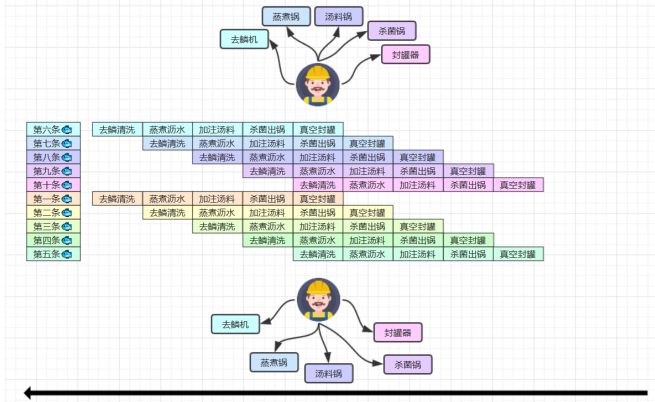 蒸煮锅 汤料锅
去鳞机 杀菌锅
封罐器
第六条 去鳞清洗 蒸煮沥水 加注汤料 杀菌出锅 真空封罐
第七条 去鳞清洗 蒸煮沥水 加注汤料 杀菌出锅 真空封罐
第八条 去鳞清洗 蒸煮沥水 加注汤料 杀菌出锅 真空封罐
第九条 去鳞清洗 蒸煮沥水 加注汤料 杀菌出锅 真空封罐
第十条 去鳞清洗 蒸煮沥水 加注汤料 杀菌出锅 真空封罐
第一条 去鳞清洗 蒸煮沥水 加注汤料 杀菌出锅 真空封罐
第二条 去鳞清洗 蒸煮沥水 加注汤料 杀菌出锅 真空封罐
第三条 去鳞清洗 蒸煮沥水 加注汤料 杀菌出锅 真空封罐
第四条 去鳞清洗 蒸煮沥水 加注汤料 杀菌出锅 真空封罐
第五条 去鳞清洗 蒸煮沥水 加注汤料 杀菌出锅 真空封罐
去鳞机 封罐器
蒸煮锅 汤料锅 杀菌锅